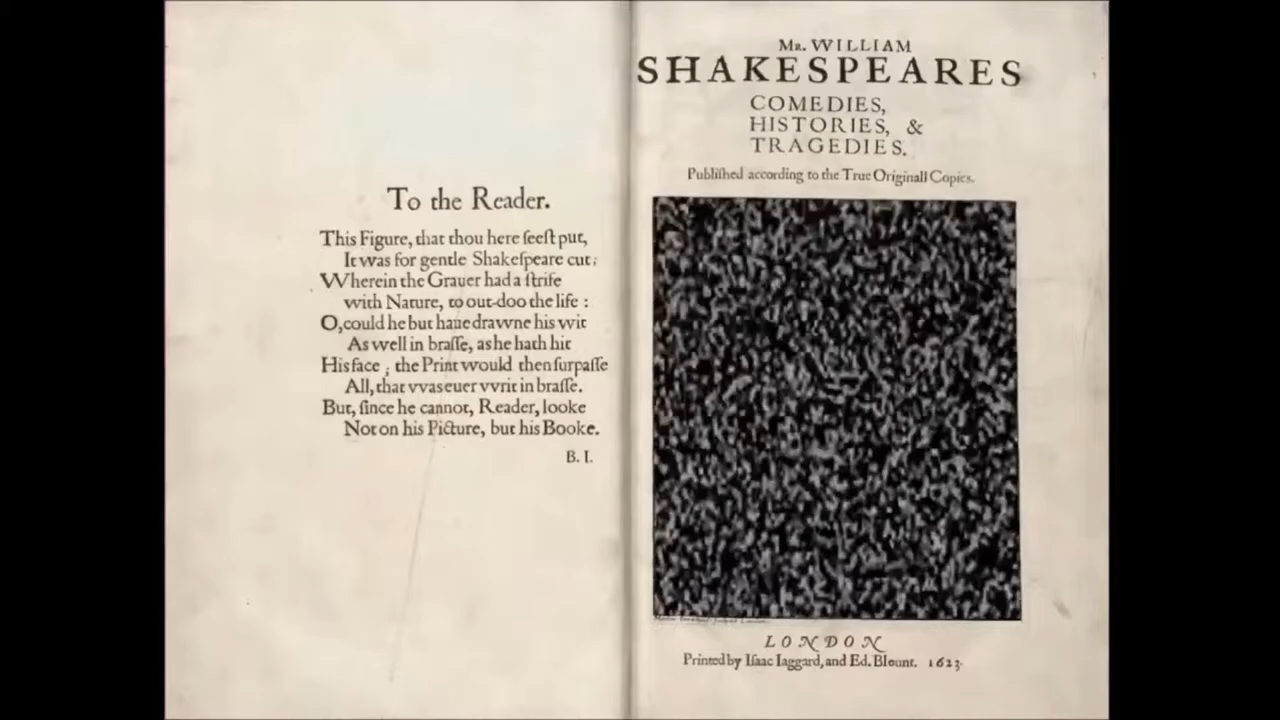 To the Reader.
This Figure, that thou here ſeeſt put,
It was for gentle Shakeſpeare cut;
Wherein the Grauer had a ſtrife
with Nature, to out-doo the life :
O,could he but haue drawne his wit
As well in braſſe, as he hath hit
His face ; the Print would then ſurpaſſe
All, that vvas euer vvrit in braſſe.
But, ſince he cannot, Reader, looke
Not on his Picture, but his Booke.
B. I.
Mr. WILLIAM
SHAKESPEARES
COMEDIES,
HISTORIES, &
TRAGEDIES.
Publiſhed according to the True Originall Copies.
LONDON
Printed by Iſaac Iaggard, and Ed. Blount. 1623.